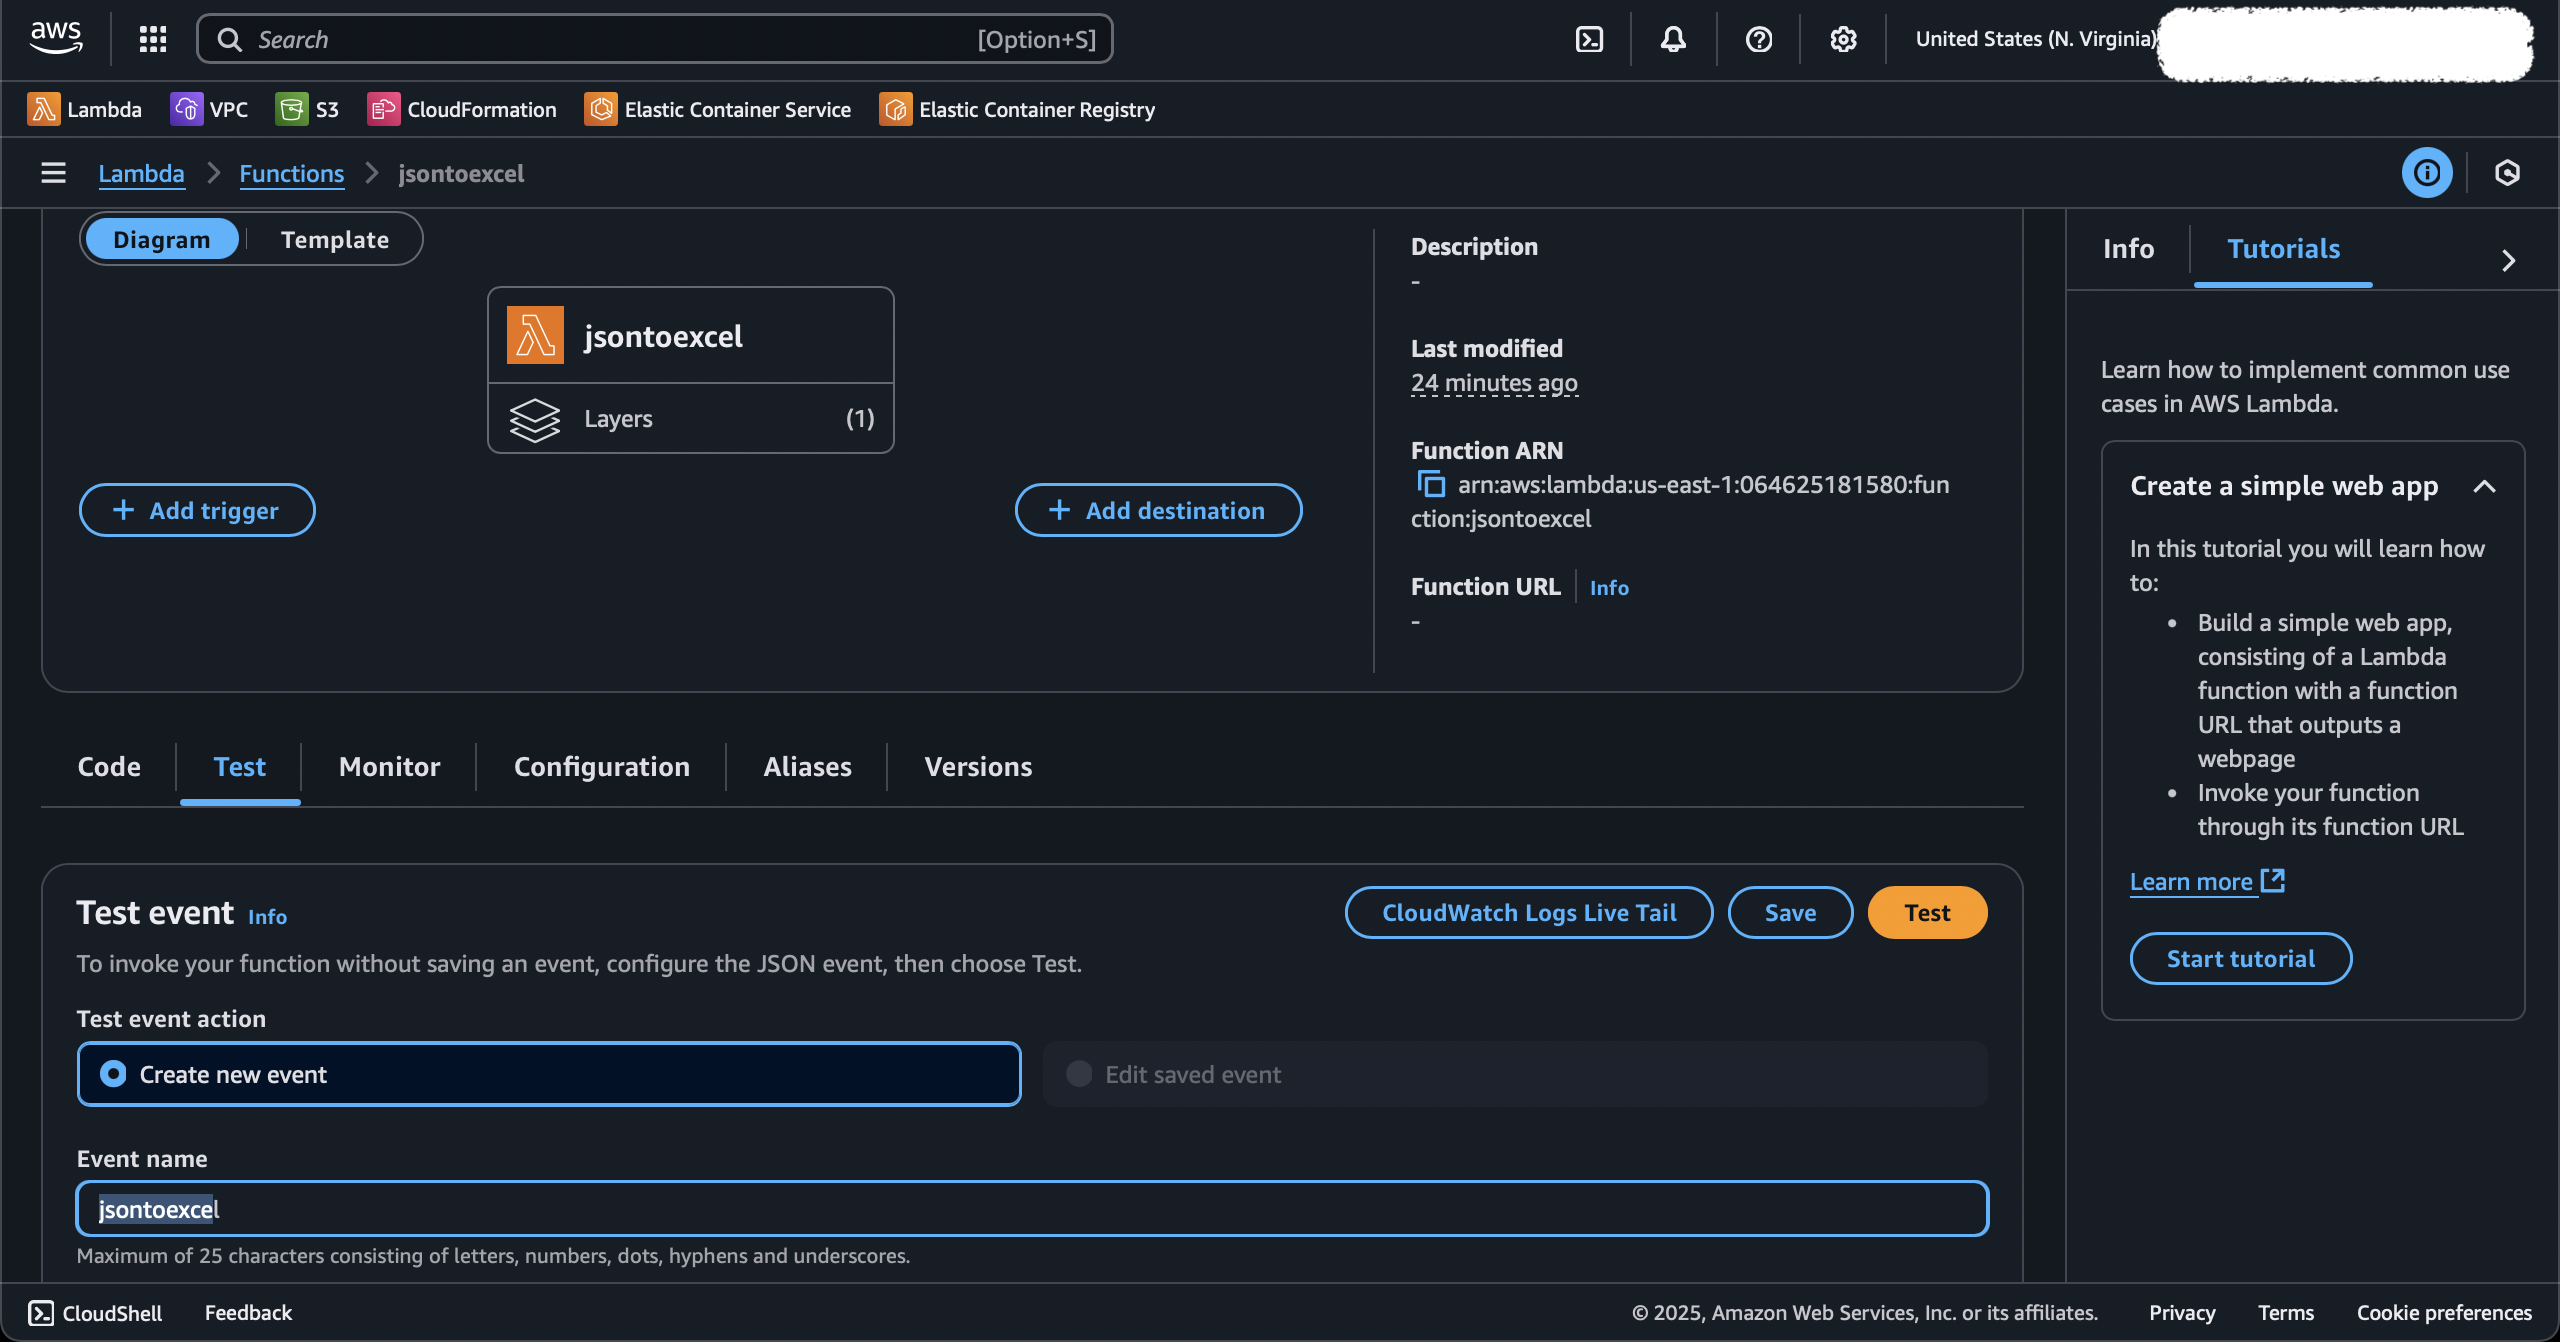 aws
Search [Option+S]
United States (N. Virginia)
Lambda VPC S3 CloudFormation Elastic Container Service Elastic Container Registry
Lambda Functions jsontoexcel
Diagram Template
jsontoexcel
Layers (1)
+ Add trigger
+ Add destination
Description
-
Last modified
24 minutes ago
Function ARN
arn:aws:lambda:us-east-1:064625181580:fun
ction:jsontoexcel
Function URL Info
-
Info Tutorials
Learn how to implement common use
cases in AWS Lambda.
Create a simple web app
In this tutorial you will learn how
to:
• Build a simple web app,
consisting of a Lambda
function with a function
URL that outputs a
webpage
• Invoke your function
through its function URL
Learn more
Start tutorial
Code Test Monitor Configuration Aliases Versions
Test event Info
CloudWatch Logs Live Tail Save Test
To invoke your function without saving an event, configure the JSON event, then choose Test.
Test event action
Create new event
Edit saved event
Event name
jsontoexcel
Maximum of 25 characters consisting of letters, numbers, dots, hyphens and underscores.
CloudShell Feedback © 2025, Amazon Web Services, Inc. or its affiliates. Privacy Terms Cookie preferences